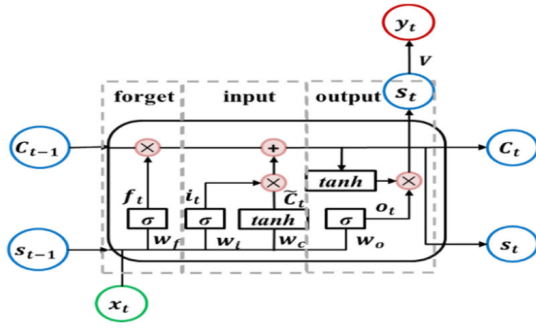 y_t
V
forget input output s_t
C_{t-1} × + C_t
f_t i_t C̃_t tanh ×
×
σ σ tanh σ o_t
s_{t-1} w_f w_i w_c w_o s_t
x_t